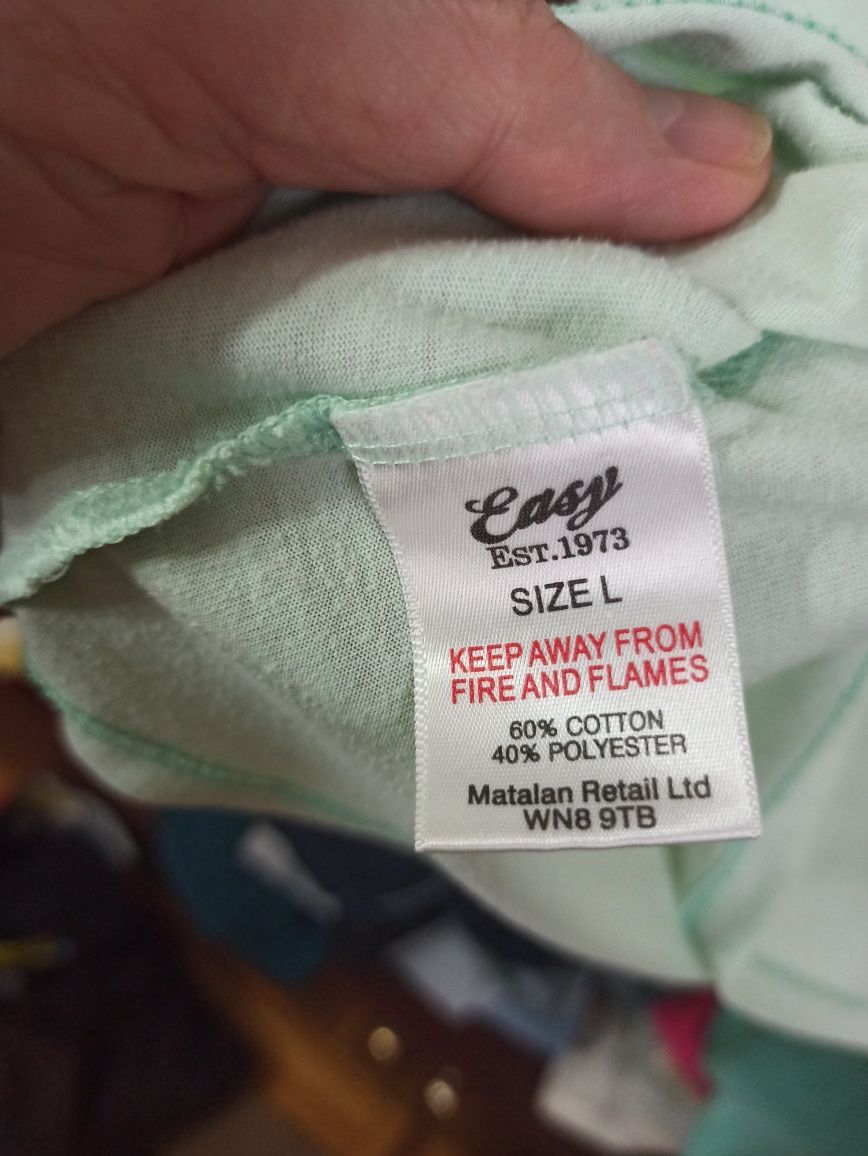 Easy
EST.1973
SIZE L
KEEP AWAY FROM
FIRE AND FLAMES
60% COTTON
40% POLYESTER
Matalan Retail Ltd
WN8 9TB